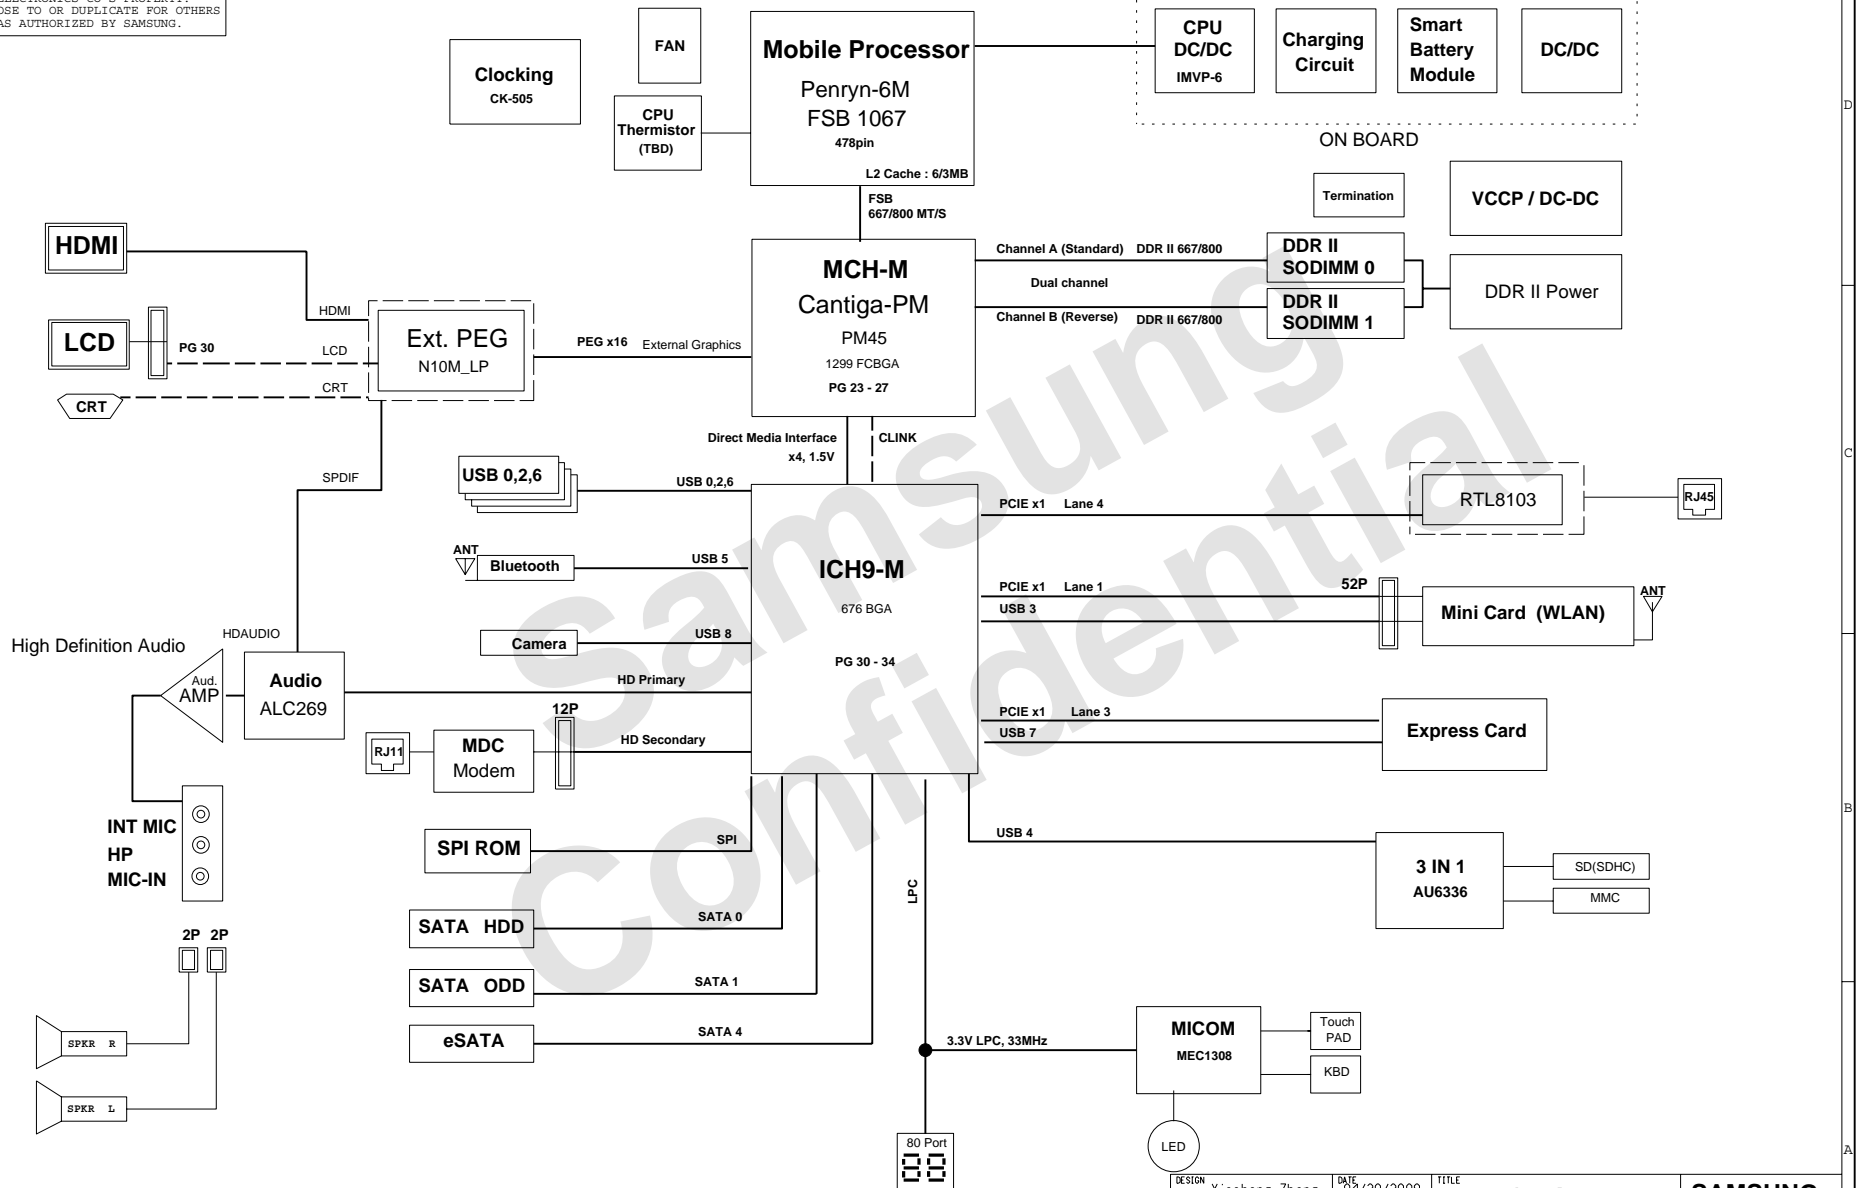 OSE TO OR DUPLICATE FOR OTHERS
AS AUTHORIZED BY SAMSUNG.
Clocking
CK-505
FAN
CPU
Thermistor
(TBD)
Mobile Processor
Penryn-6M
FSB 1067
478pin
L2 Cache : 6/3MB
CPU
DC/DC
IMVP-6
Charging
Circuit
Smart
Battery
Module
DC/DC
ON BOARD
FSB
667/800 MT/S
Termination
VCCP / DC-DC
HDMI
HDMI
LCD
PG 30
LCD
CRT
CRT
Ext. PEG
N10M_LP
PEG x16
External Graphics
MCH-M
Cantiga-PM
PM45
1299 FCBGA
PG 23 - 27
Channel A (Standard)
DDR II 667/800
Dual channel
Channel B (Reverse)
DDR II 667/800
DDR II
SODIMM 0
DDR II
SODIMM 1
DDR II Power
Direct Media Interface
x4, 1.5V
CLINK
SPDIF
USB 0,2,6
USB 0,2,6
ANT
Bluetooth
USB 5
Camera
USB 8
ICH9-M
676 BGA
PG 30 - 34
PCIE x1 Lane 4
RTL8103
RJ45
PCIE x1 Lane 1
USB 3
52P
Mini Card (WLAN)
ANT
High Definition Audio
HDAUDIO
Aud.
AMP
Audio
ALC269
HD Primary
12P
RJ11
MDC
Modem
HD Secondary
PCIE x1 Lane 3
USB 7
Express Card
INT MIC
HP
MIC-IN
SPI ROM
SPI
USB 4
3 IN 1
AU6336
SD(SDHC)
MMC
LPC
SATA HDD
SATA 0
2P 2P
SATA ODD
SATA 1
eSATA
SATA 4
SPKR R
SPKR L
3.3V LPC, 33MHz
MICOM
MEC1308
Touch
PAD
KBD
LED
80 Port
88
DESIGN
DATE
TITLE
SAMSUNG
D
C
B
A
Samsung
Confidential